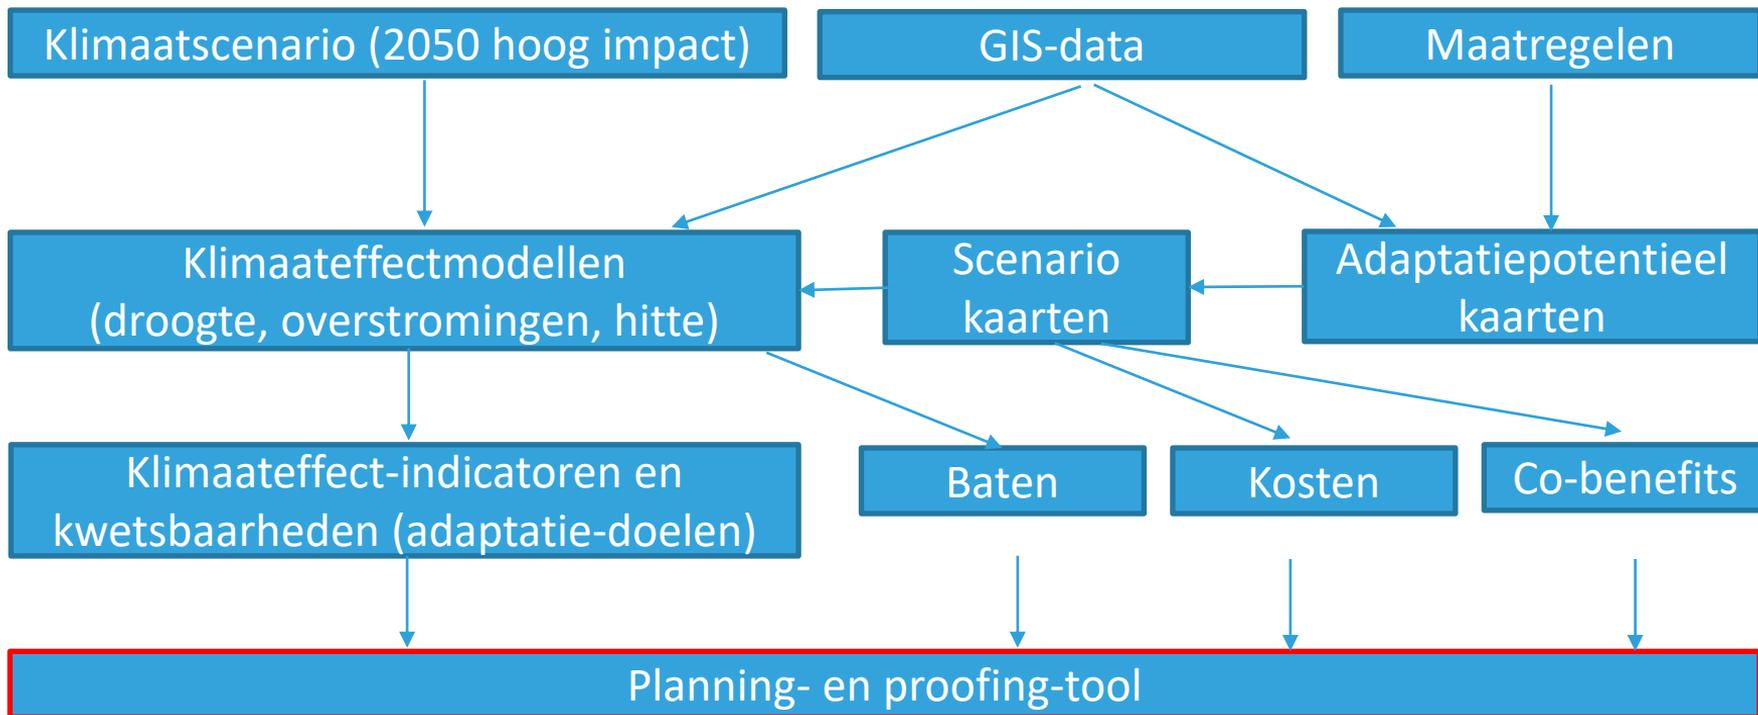 Klimaatscenario (2050 hoog impact)
GIS-data
Maatregelen
Klimaateffectmodellen
(droogte, overstromingen, hitte)
Scenario
kaarten
Adaptatiepotentieel
kaarten
Klimaateffect-indicatoren en
kwetsbaarheden (adaptatie-doelen)
Baten
Kosten
Co-benefits
Planning- en proofing-tool